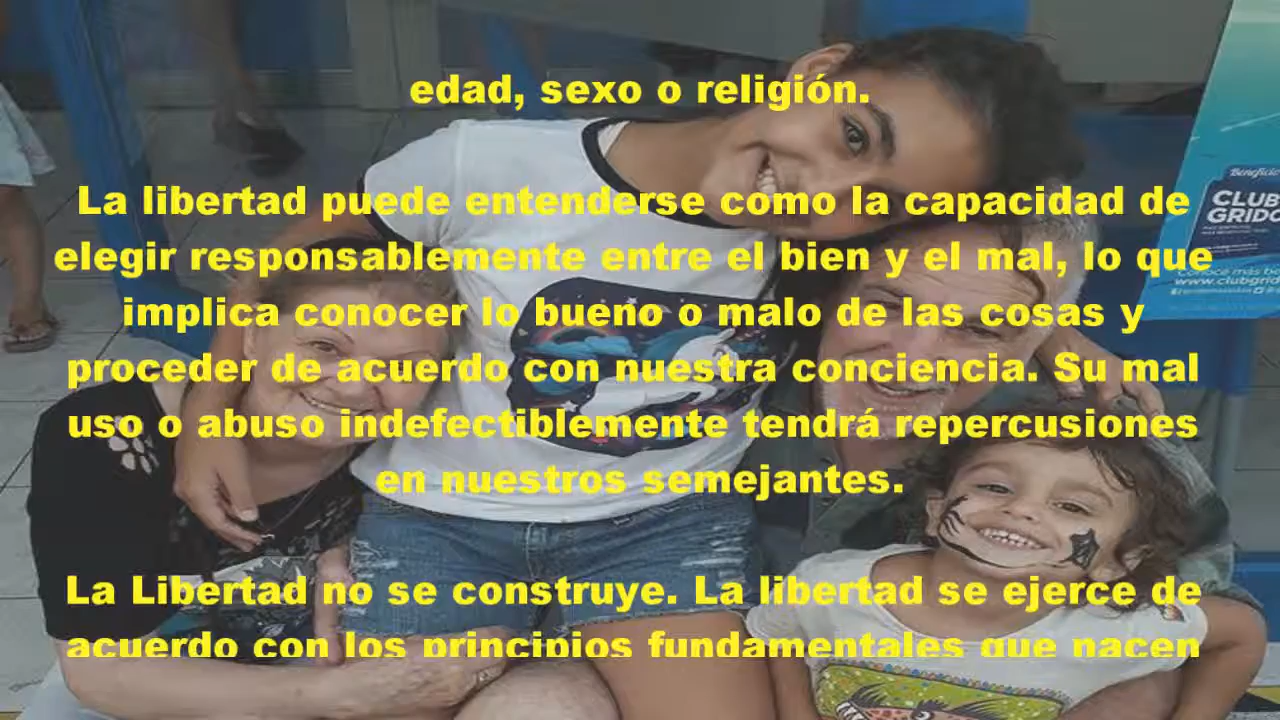 edad, sexo o religión.
La libertad puede entenderse como la capacidad de
elegir responsablemente entre el bien y el mal, lo que
implica conocer lo bueno o malo de las cosas y
proceder de acuerdo con nuestra conciencia. Su mal
uso o abuso indefectiblemente tendrá repercusiones
en nuestros semejantes.
La Libertad no se construye. La libertad se ejerce de
acuerdo con los principios fundamentales que nacen
CLUB
www.clubgrid